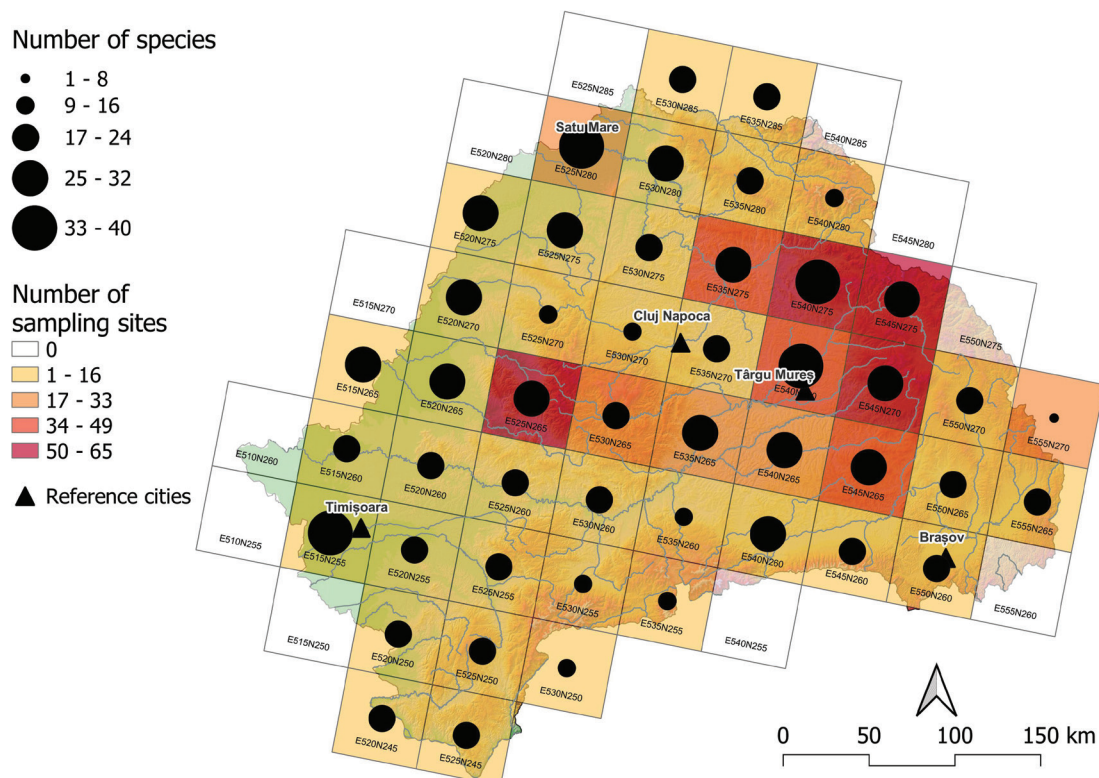 Number of species
1 - 8
9 - 16
17 - 24
25 - 32
33 - 40
Number of
sampling sites
0
1 - 16
17 - 33
34 - 49
50 - 65
Reference cities
E525N285
E530N285
E535N285
E540N285
E520N280
Satu Mare
E525N280
E530N280
E535N280
E540N280
E545N280
E520N275
E525N275
E530N275
E535N275
E540N275
E545N275
E550N275
E515N270
E520N270
E525N270
E530N270
Cluj Napoca
E535N270
Târgu Mureș
E545N270
E550N270
E555N270
E515N265
E520N265
E525N265
E530N265
E535N265
E540N265
E545N265
E550N265
E555N265
E510N260
E515N260
E520N260
E525N260
E530N260
E535N260
E540N260
E545N260
Brașov
E550N260
E555N260
E510N255
Timișoara
E515N255
E520N255
E525N255
E530N255
E535N255
E540N255
E515N250
E520N250
E525N250
E530N250
E520N245
E525N245
0 50 100 150 km